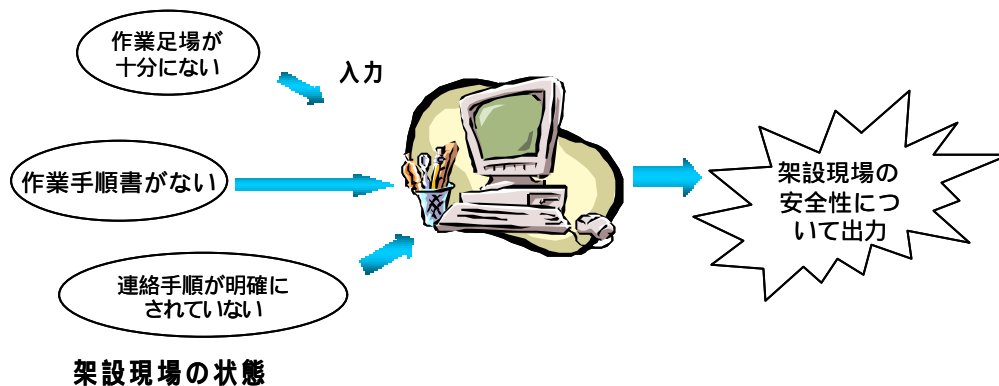 作業足場が
十分にない
入力
作業手順書がない
架設現場の
安全性につ
いて出力
連絡手順が明確に
されていない
架設現場の状態